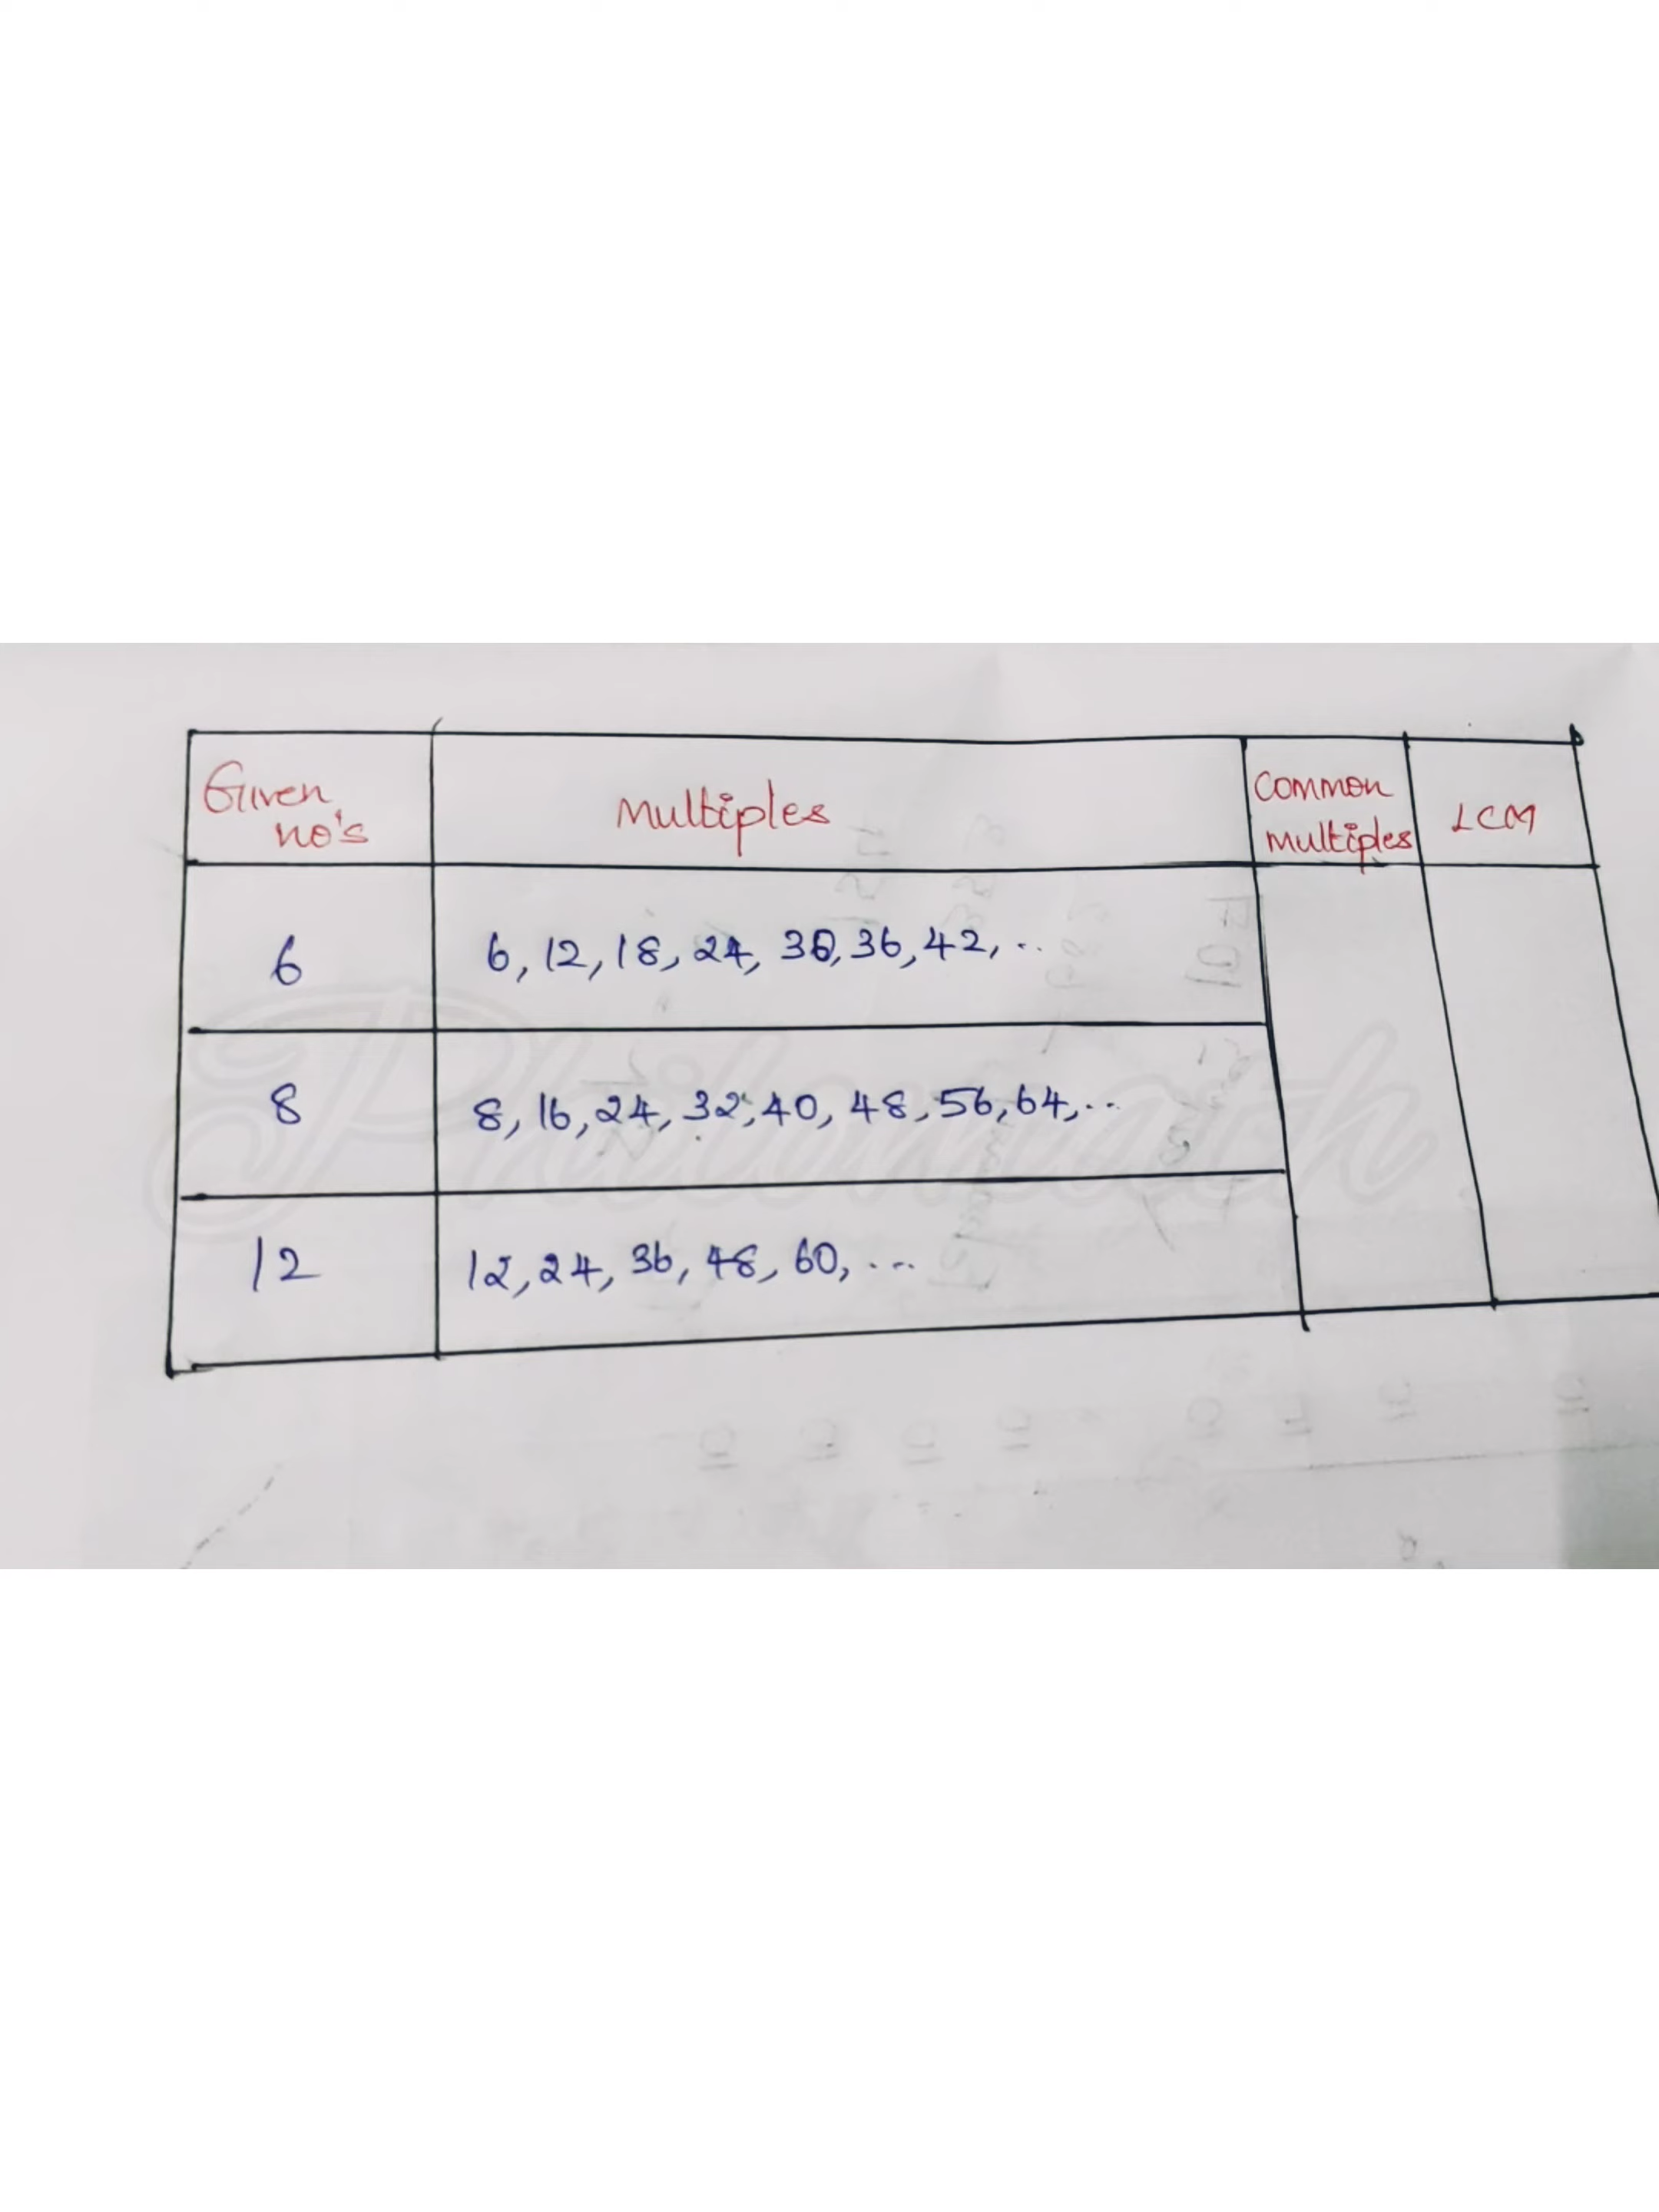 Given no's
Multiples
Common multiples
LCM
6
6, 12, 18, 24, 30, 36, 42, ..
8
8, 16, 24, 32, 40, 48, 56, 64, ..
12
12, 24, 36, 48, 60, ...
Philomath